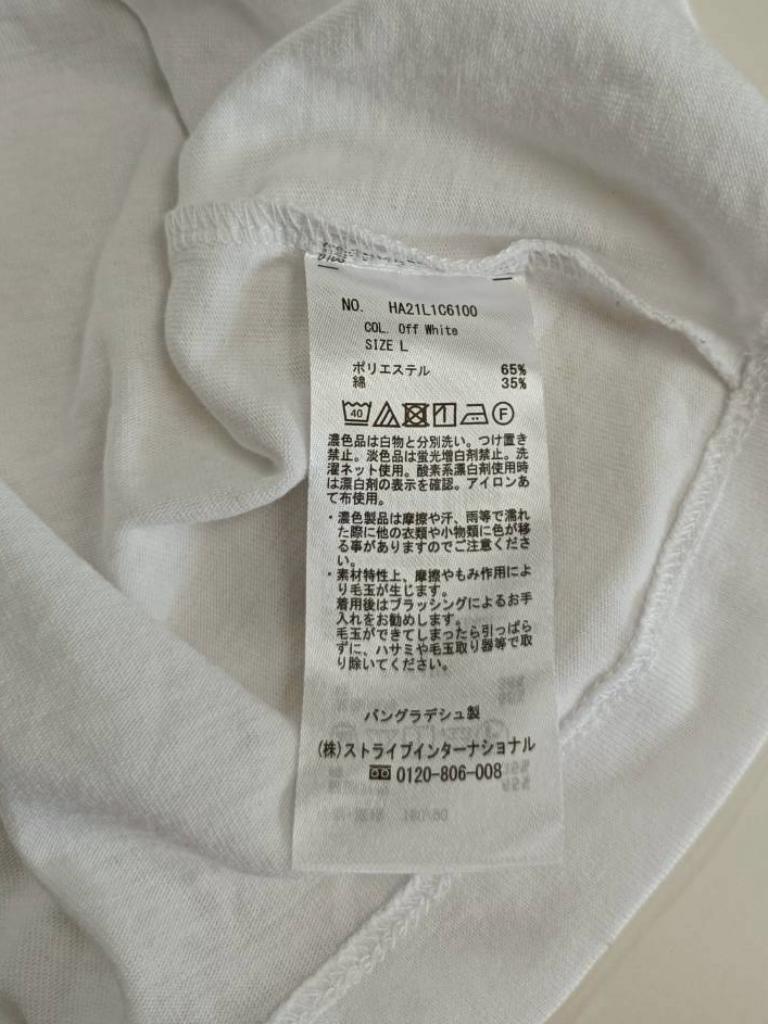 NO. HA21L1C6100
COL. Off White
SIZE L
ポリエステル 65%
綿 35%
40
F
濃色品は白物と分別洗い。つけ置き
禁止。淡色品は蛍光増白剤禁止。洗
濯ネット使用。酸素系漂白剤使用時
は漂白剤の表示を確認。アイロンあ
て布使用。
・濃色製品は摩擦や汗、雨等で濡れ
た際に他の衣類や小物類に色が移
る事がありますのでご注意くださ
い。
・素材特性上、摩擦やもみ作用によ
り毛玉が生じます。
着用後はブラッシングによるお手
入れをお勧めします。
毛玉ができてしまったら引っぱら
ずに、ハサミや毛玉取り器等で取
り除いてください。
バングラデシュ製
(株)ストライプインターナショナル
0120-806-008